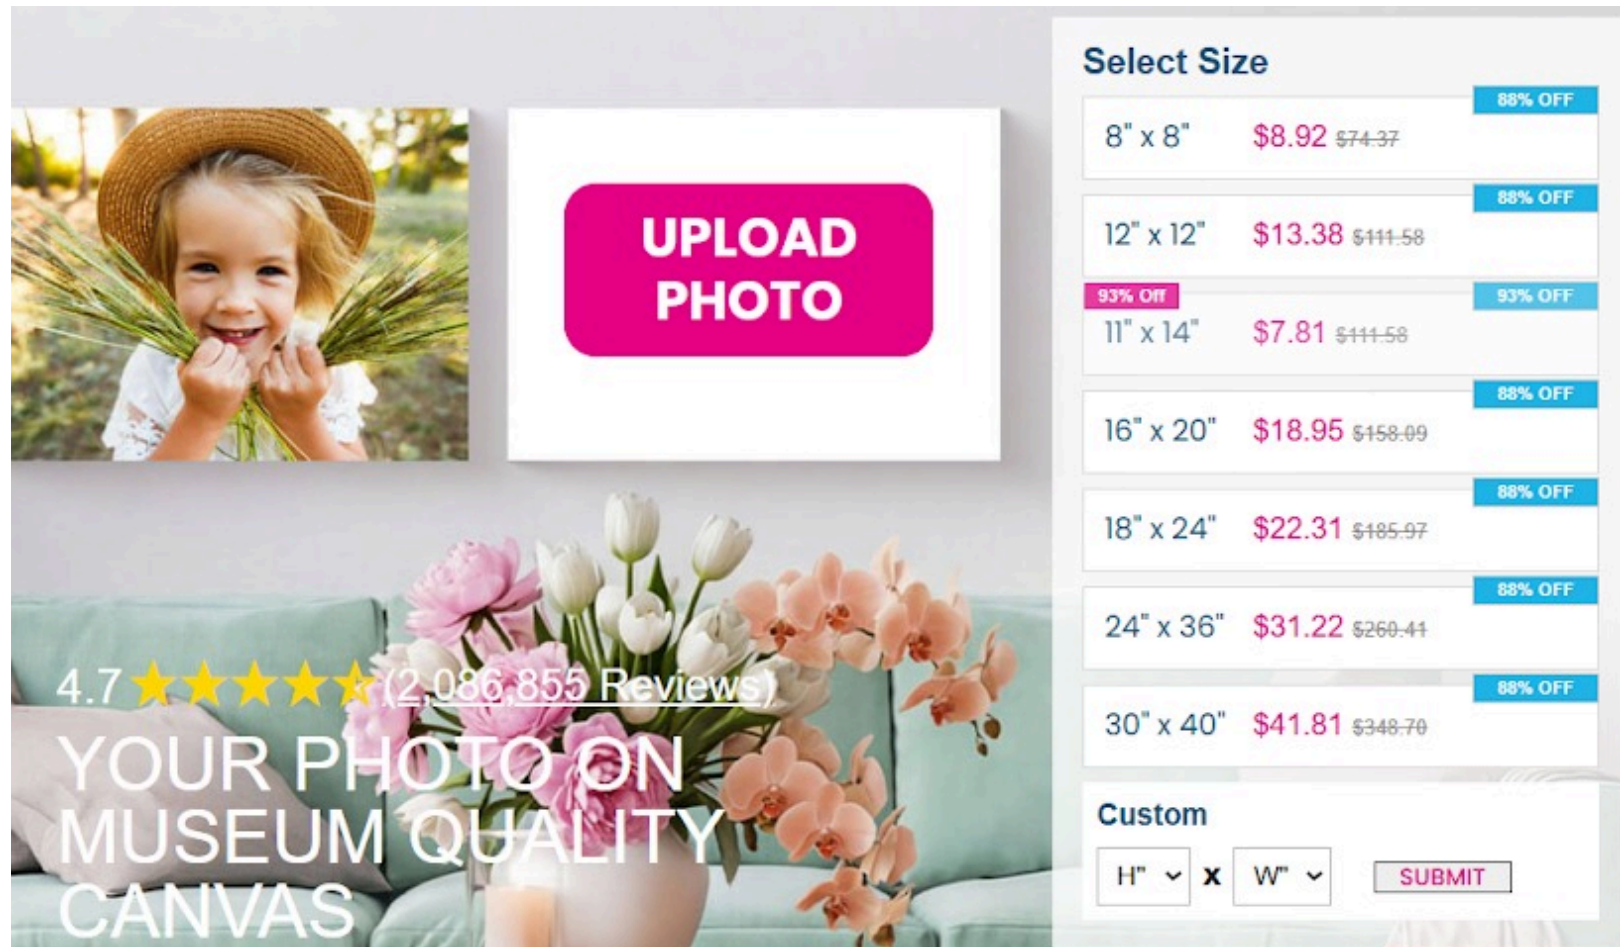 UPLOAD
PHOTO
4.7 (2,086,855 Reviews)
YOUR PHOTO ON
MUSEUM QUALITY
CANVAS
Select Size
88% OFF
8" x 8" $8.92 $74.37
88% OFF
12" x 12" $13.38 $111.58
93% Off 93% OFF
11" x 14" $7.81 $111.58
88% OFF
16" x 20" $18.95 $158.09
88% OFF
18" x 24" $22.31 $185.97
88% OFF
24" x 36" $31.22 $260.41
88% OFF
30" x 40" $41.81 $348.70
Custom
H" x W" SUBMIT